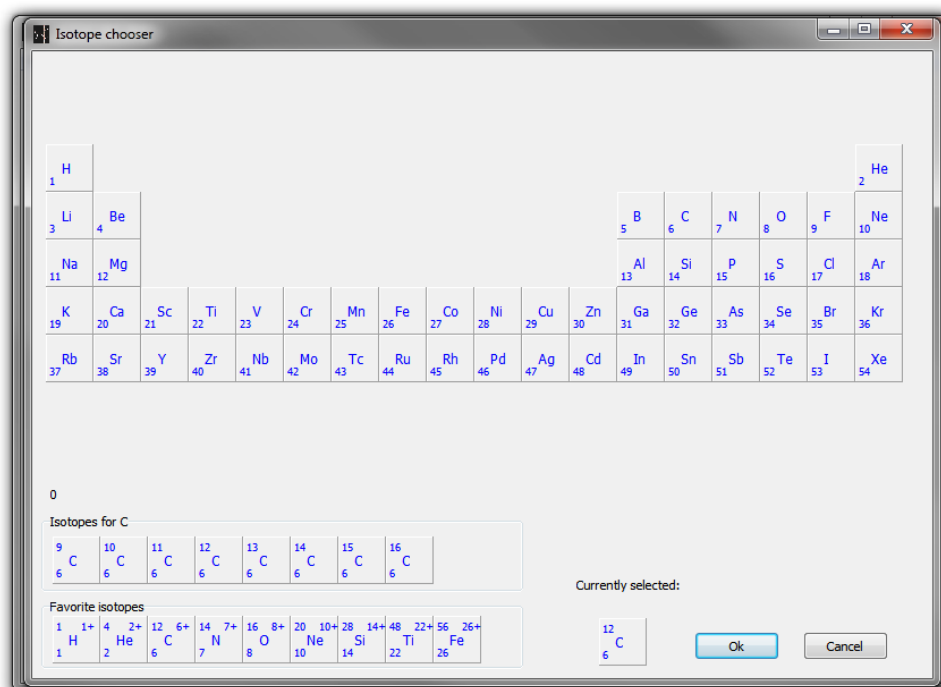 Isotope chooser
H He
1 2
Li Be B C N O F Ne
3 4 5 6 7 8 9 10
Na Mg Al Si P S Cl Ar
11 12 13 14 15 16 17 18
K Ca Sc Ti V Cr Mn Fe Co Ni Cu Zn Ga Ge As Se Br Kr
19 20 21 22 23 24 25 26 27 28 29 30 31 32 33 34 35 36
Rb Sr Y Zr Nb Mo Tc Ru Rh Pd Ag Cd In Sn Sb Te I Xe
37 38 39 40 41 42 43 44 45 46 47 48 49 50 51 52 53 54
0
Isotopes for C
9 10 11 12 13 14 15 16
C C C C C C C C
6 6 6 6 6 6 6 6
Favorite isotopes
1 1+ 4 2+ 12 6+ 14 7+ 16 8+ 20 10+ 28 14+ 48 22+ 56 26+
H He C N O Ne Si Ti Fe
1 2 6 7 8 10 14 22 26
Currently selected:
12
C
6
Ok Cancel